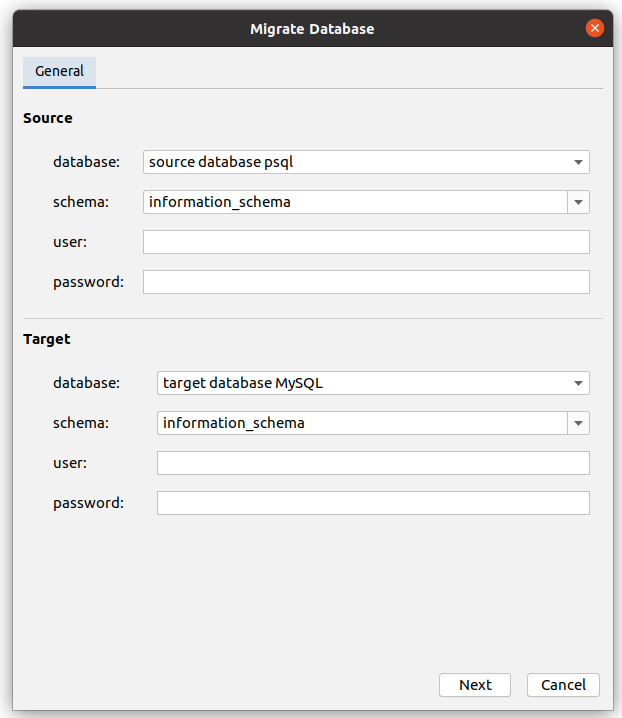 Migrate Database
General
Source
database: source database psql
schema: information_schema
user:
password:
Target
database: target database MySQL
schema: information_schema
user:
password:
Next Cancel